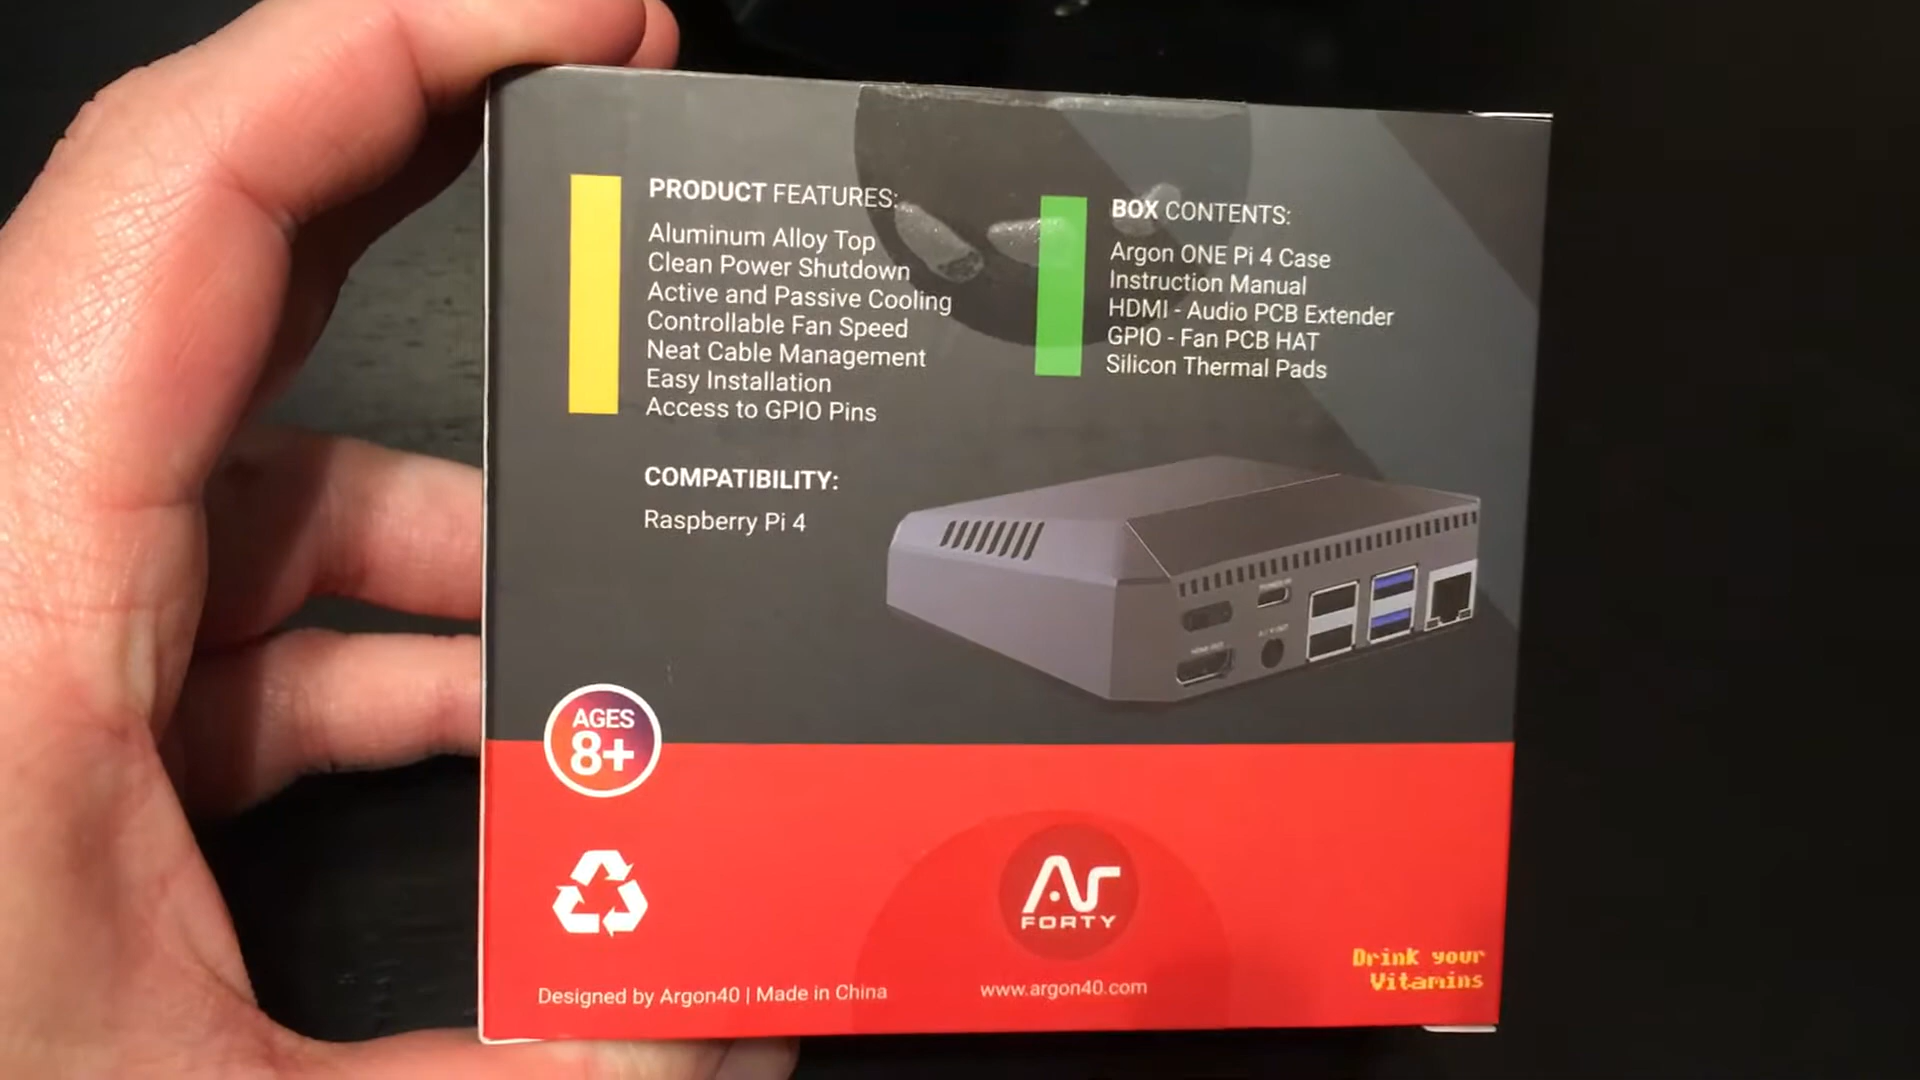 PRODUCT FEATURES:
Aluminum Alloy Top
Clean Power Shutdown
Active and Passive Cooling
Controllable Fan Speed
Neat Cable Management
Easy Installation
Access to GPIO Pins
COMPATIBILITY:
Raspberry Pi 4
BOX CONTENTS:
Argon ONE Pi 4 Case
Instruction Manual
HDMI - Audio PCB Extender
GPIO - Fan PCB HAT
Silicon Thermal Pads
AGES
8+
Ar
FORTY
Designed by Argon40 | Made in China
www.argon40.com
Drink your
Vitamins